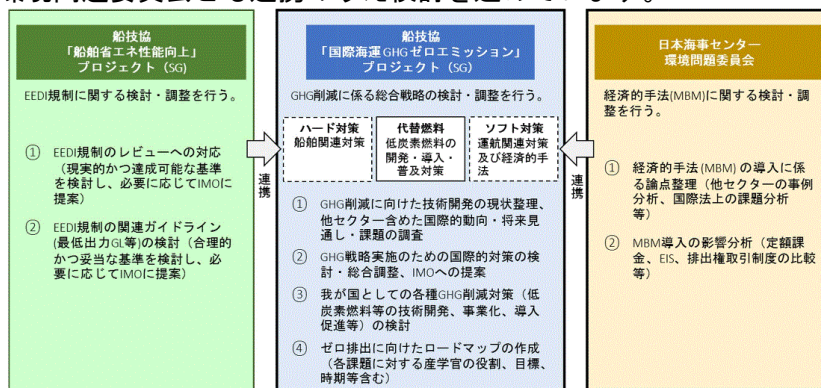 船技協
「船舶省エネ性能向上」
プロジェクト（SG）
EEDI規制に関する検討・調整を行う。
① EEDI規制のレビューへの対応
（現実的かつ達成可能な基準
を検討し、必要に応じてIMOに
提案）
② EEDI規制の関連ガイドライン
(最低出力GL等)の検討（合理的
かつ妥当な基準を検討し、必
要に応じてIMOに提案）
連携
船技協
「国際海運GHGゼロエミッション」
プロジェクト（SG）
GHG削減に係る総合戦略の検討・調整を行う。
ハード対策
船舶関連対策
代替燃料
低炭素燃料の
開発・導入・
普及対策
ソフト対策
運航関連対策
及び経済的手
法
① GHG削減に向けた技術開発の現状整理、
他セクター含めた国際的動向・将来見
通し・課題の調査
② GHG戦略実施のための国際的対策の検
討・総合調整、IMOへの提案
③ 我が国としての各種GHG削減対策（低
炭素燃料等の技術開発、事業化、導入
促進等）の検討
④ ゼロ排出に向けたロードマップの作成
（各課題に対する産学官の役割、目標、
時期等含む）
連携
日本海事センター
環境問題委員会
経済的手法(MBM)に関する検討・調
整を行う。
① 経済的手法(MBM) の導入に係
る論点整理（他セクターの事例
分析、国際法上の課題分析
等）
② MBM導入の影響分析（定額課
金、EIS、排出権取引制度の比較
等）